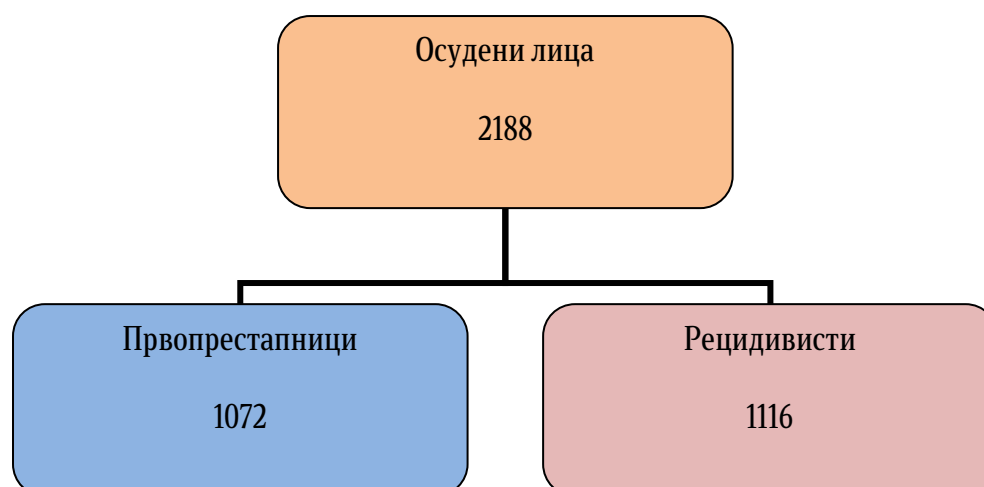 Осудени лица
2188
Првопрестапници
1072
Рецидивисти
1116